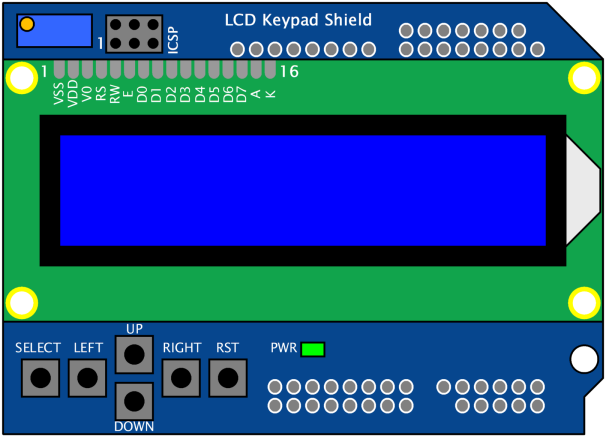 LCD Keypad Shield
1
ICSP
1
16
VSS
VDD
V0
RS
RW
E
D0
D1
D2
D3
D4
D5
D6
D7
A
K
UP
SELECT LEFT RIGHT RST PWR
DOWN